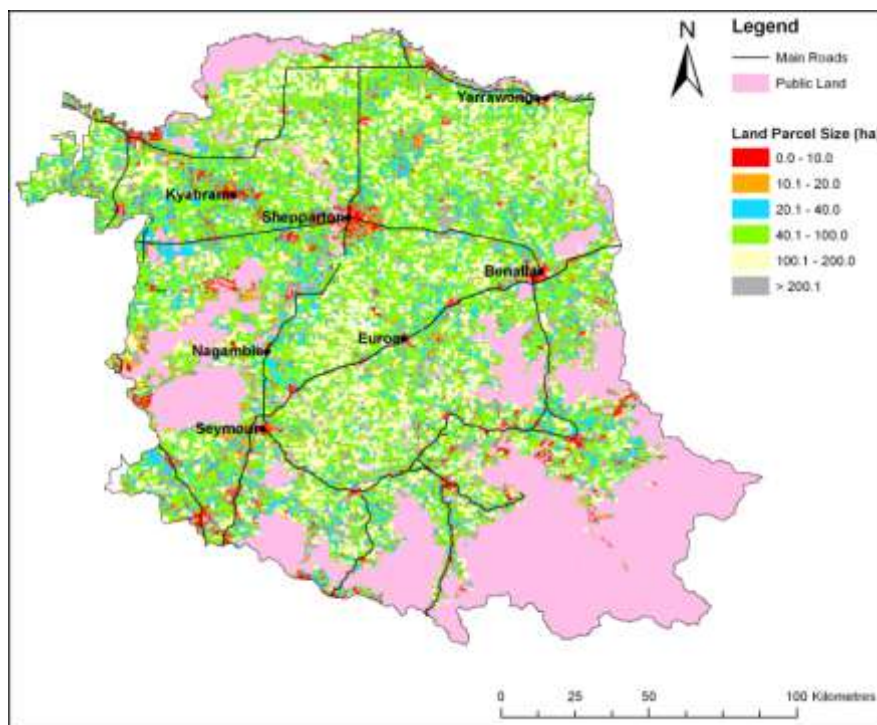 N
Legend
Main Roads
Public Land
Land Parcel Size (ha)
0.0 - 10.0
10.1 - 20.0
20.1 - 40.0
40.1 - 100.0
100.1 - 200.0
> 200.1
Yarrawonga
Kyabram
Shepparton
Benalla
Euroa
Nagambie
Seymour
0 25 50 100 Kilometres